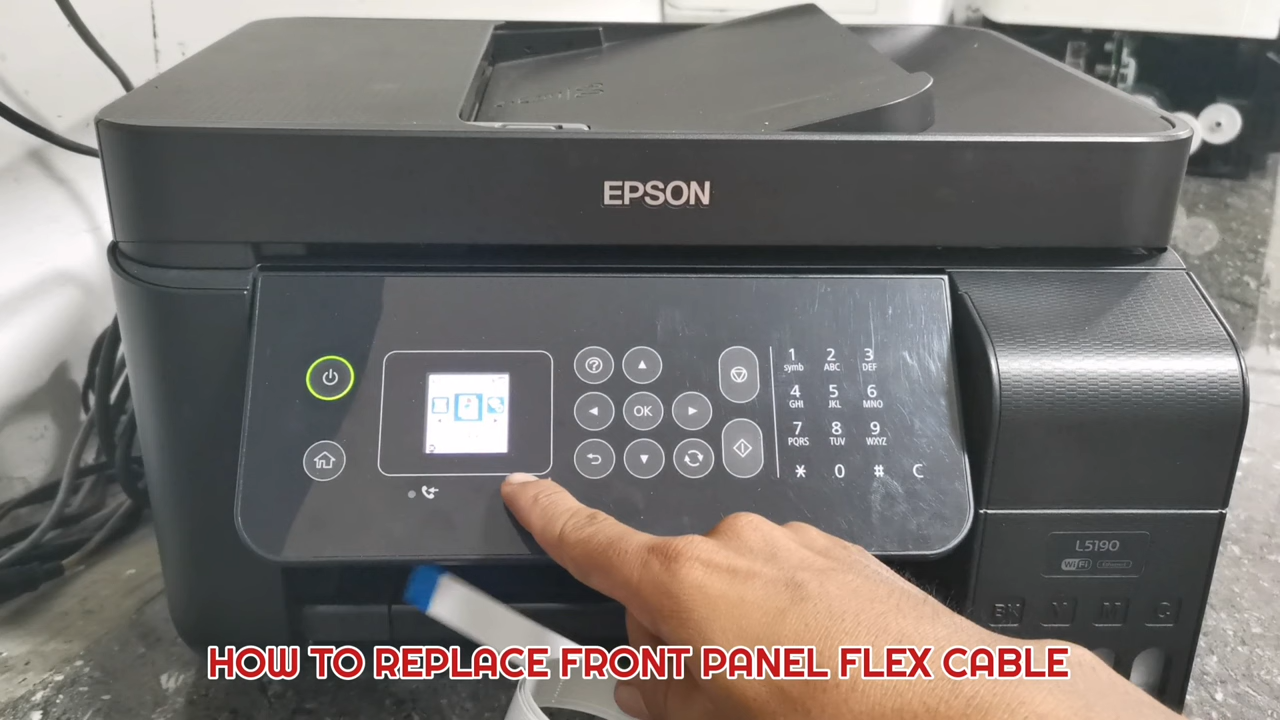 EPSON
OK
1 2 3
symb ABC DEF
4 5 6
GHI JKL MNO
7 8 9
PQRS TUV WXYZ
* 0 # C
L5190
WiFi
BK Y M C
HOW TO REPLACE FRONT PANEL FLEX CABLE